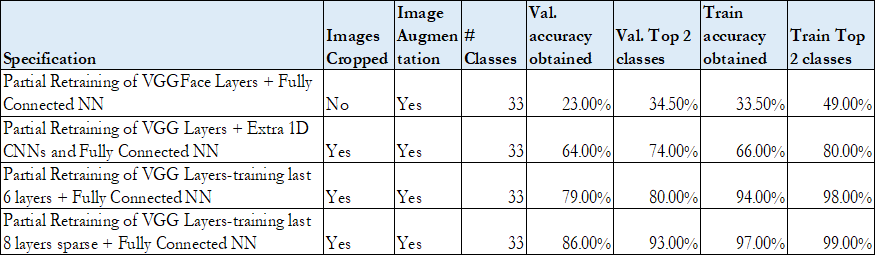 Specification Images Cropped Image Augmen tation # Classes Val. accuracy obtained Val. Top 2 classes Train accuracy obtained Train Top 2 classes
Partial Retraining of VGGFace Layers + Fully
Connected NN No Yes 33 23.00% 34.50% 33.50% 49.00%
Partial Retraining of VGG Layers + Extra 1D
CNNs and Fully Connected NN Yes Yes 33 64.00% 74.00% 66.00% 80.00%
Partial Retraining of VGG Layers-training last
6 layers + Fully Connected NN Yes Yes 33 79.00% 80.00% 94.00% 98.00%
Partial Retraining of VGG Layers-training last
8 layers sparse + Fully Connected NN Yes Yes 33 86.00% 93.00% 97.00% 99.00%